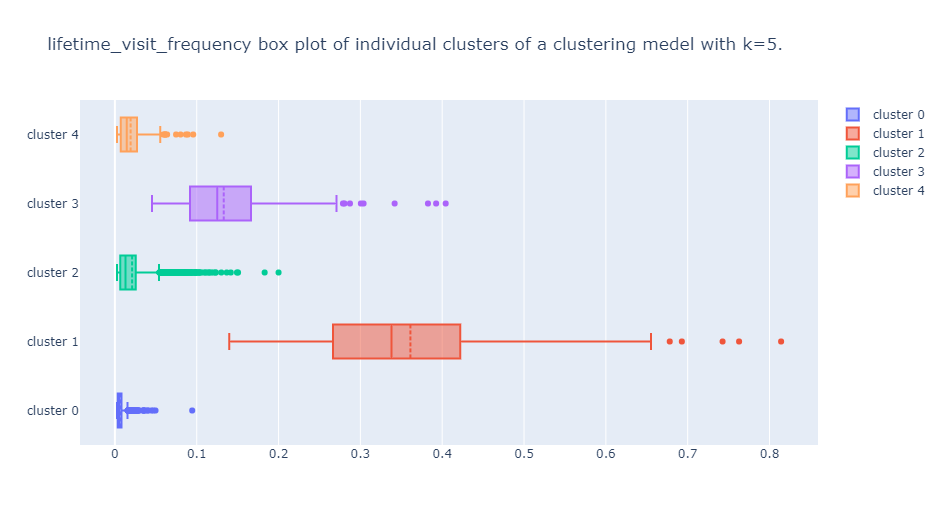 lifetime_visit_frequency box plot of individual clusters of a clustering medel with k=5.
cluster 0
cluster 1
cluster 2
cluster 3
cluster 4
cluster 4
cluster 3
cluster 2
cluster 1
cluster 0
0 0.1 0.2 0.3 0.4 0.5 0.6 0.7 0.8